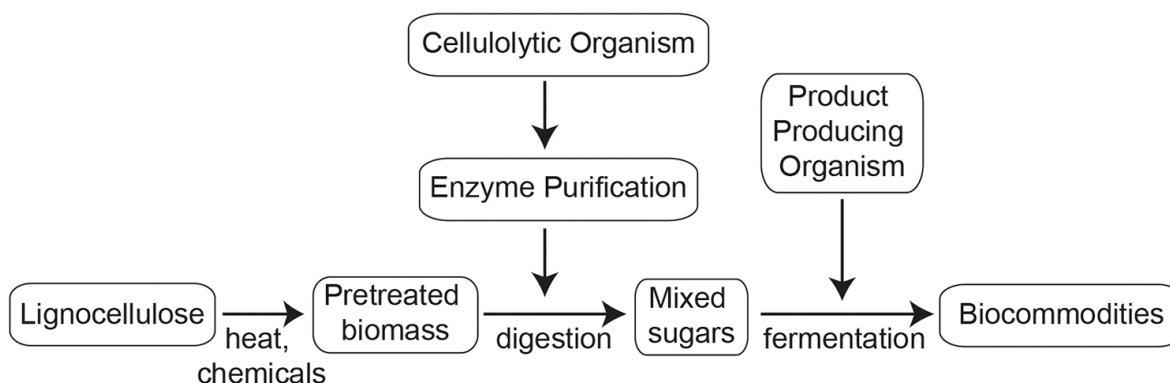 Cellulolytic Organism
Product
Producing
Organism
Enzyme Purification
Lignocellulose
heat,
chemicals
Pretreated
biomass
digestion
Mixed
sugars
fermentation
Biocommodities